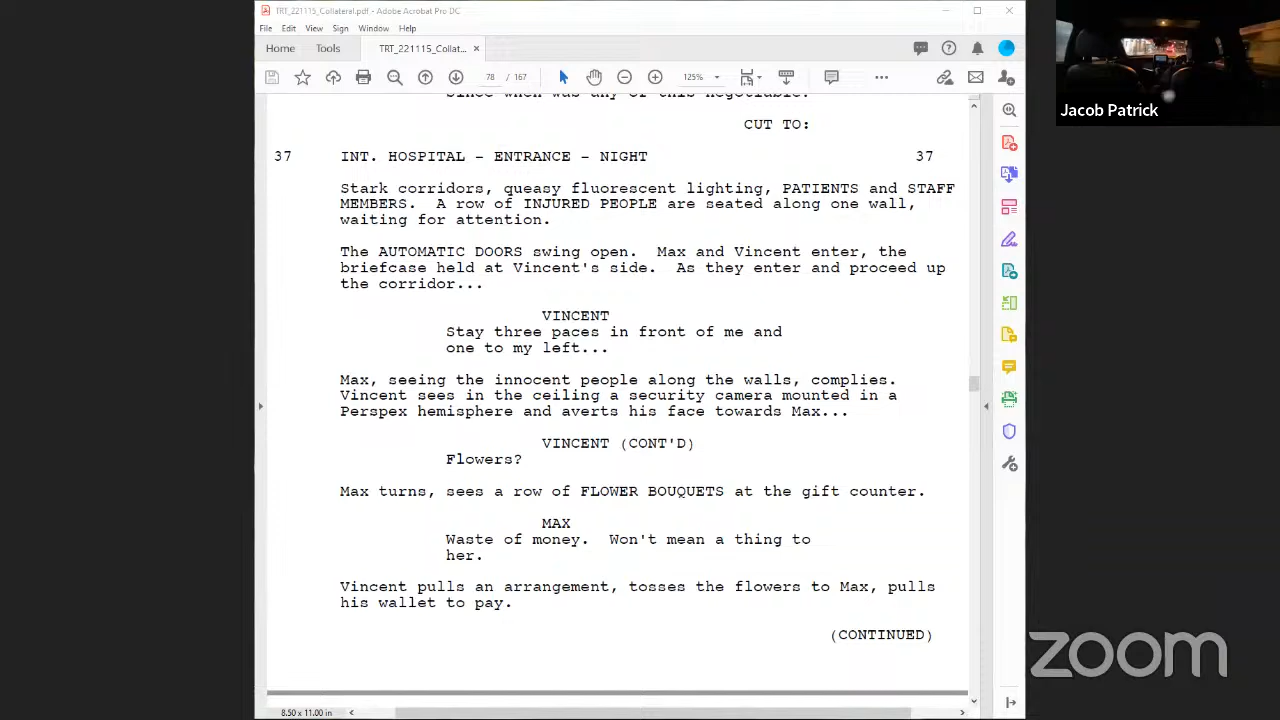 TRT_221115_Collateral.pdf - Adobe Acrobat Pro DC
File Edit View Sign Window Help
Home Tools TRT_221115_Collat... ×
78 / 167 125%
Since when was any of this negotiable.
CUT TO:
37 INT. HOSPITAL - ENTRANCE - NIGHT 37
Stark corridors, queasy fluorescent lighting, PATIENTS and STAFF
MEMBERS. A row of INJURED PEOPLE are seated along one wall,
waiting for attention.
The AUTOMATIC DOORS swing open. Max and Vincent enter, the
briefcase held at Vincent's side. As they enter and proceed up
the corridor...
VINCENT
Stay three paces in front of me and
one to my left...
Max, seeing the innocent people along the walls, complies.
Vincent sees in the ceiling a security camera mounted in a
Perspex hemisphere and averts his face towards Max...
VINCENT (CONT'D)
Flowers?
Max turns, sees a row of FLOWER BOUQUETS at the gift counter.
MAX
Waste of money. Won't mean a thing to
her.
Vincent pulls an arrangement, tosses the flowers to Max, pulls
his wallet to pay.
(CONTINUED)
8.50 x 11.00 in
Jacob Patrick
zoom